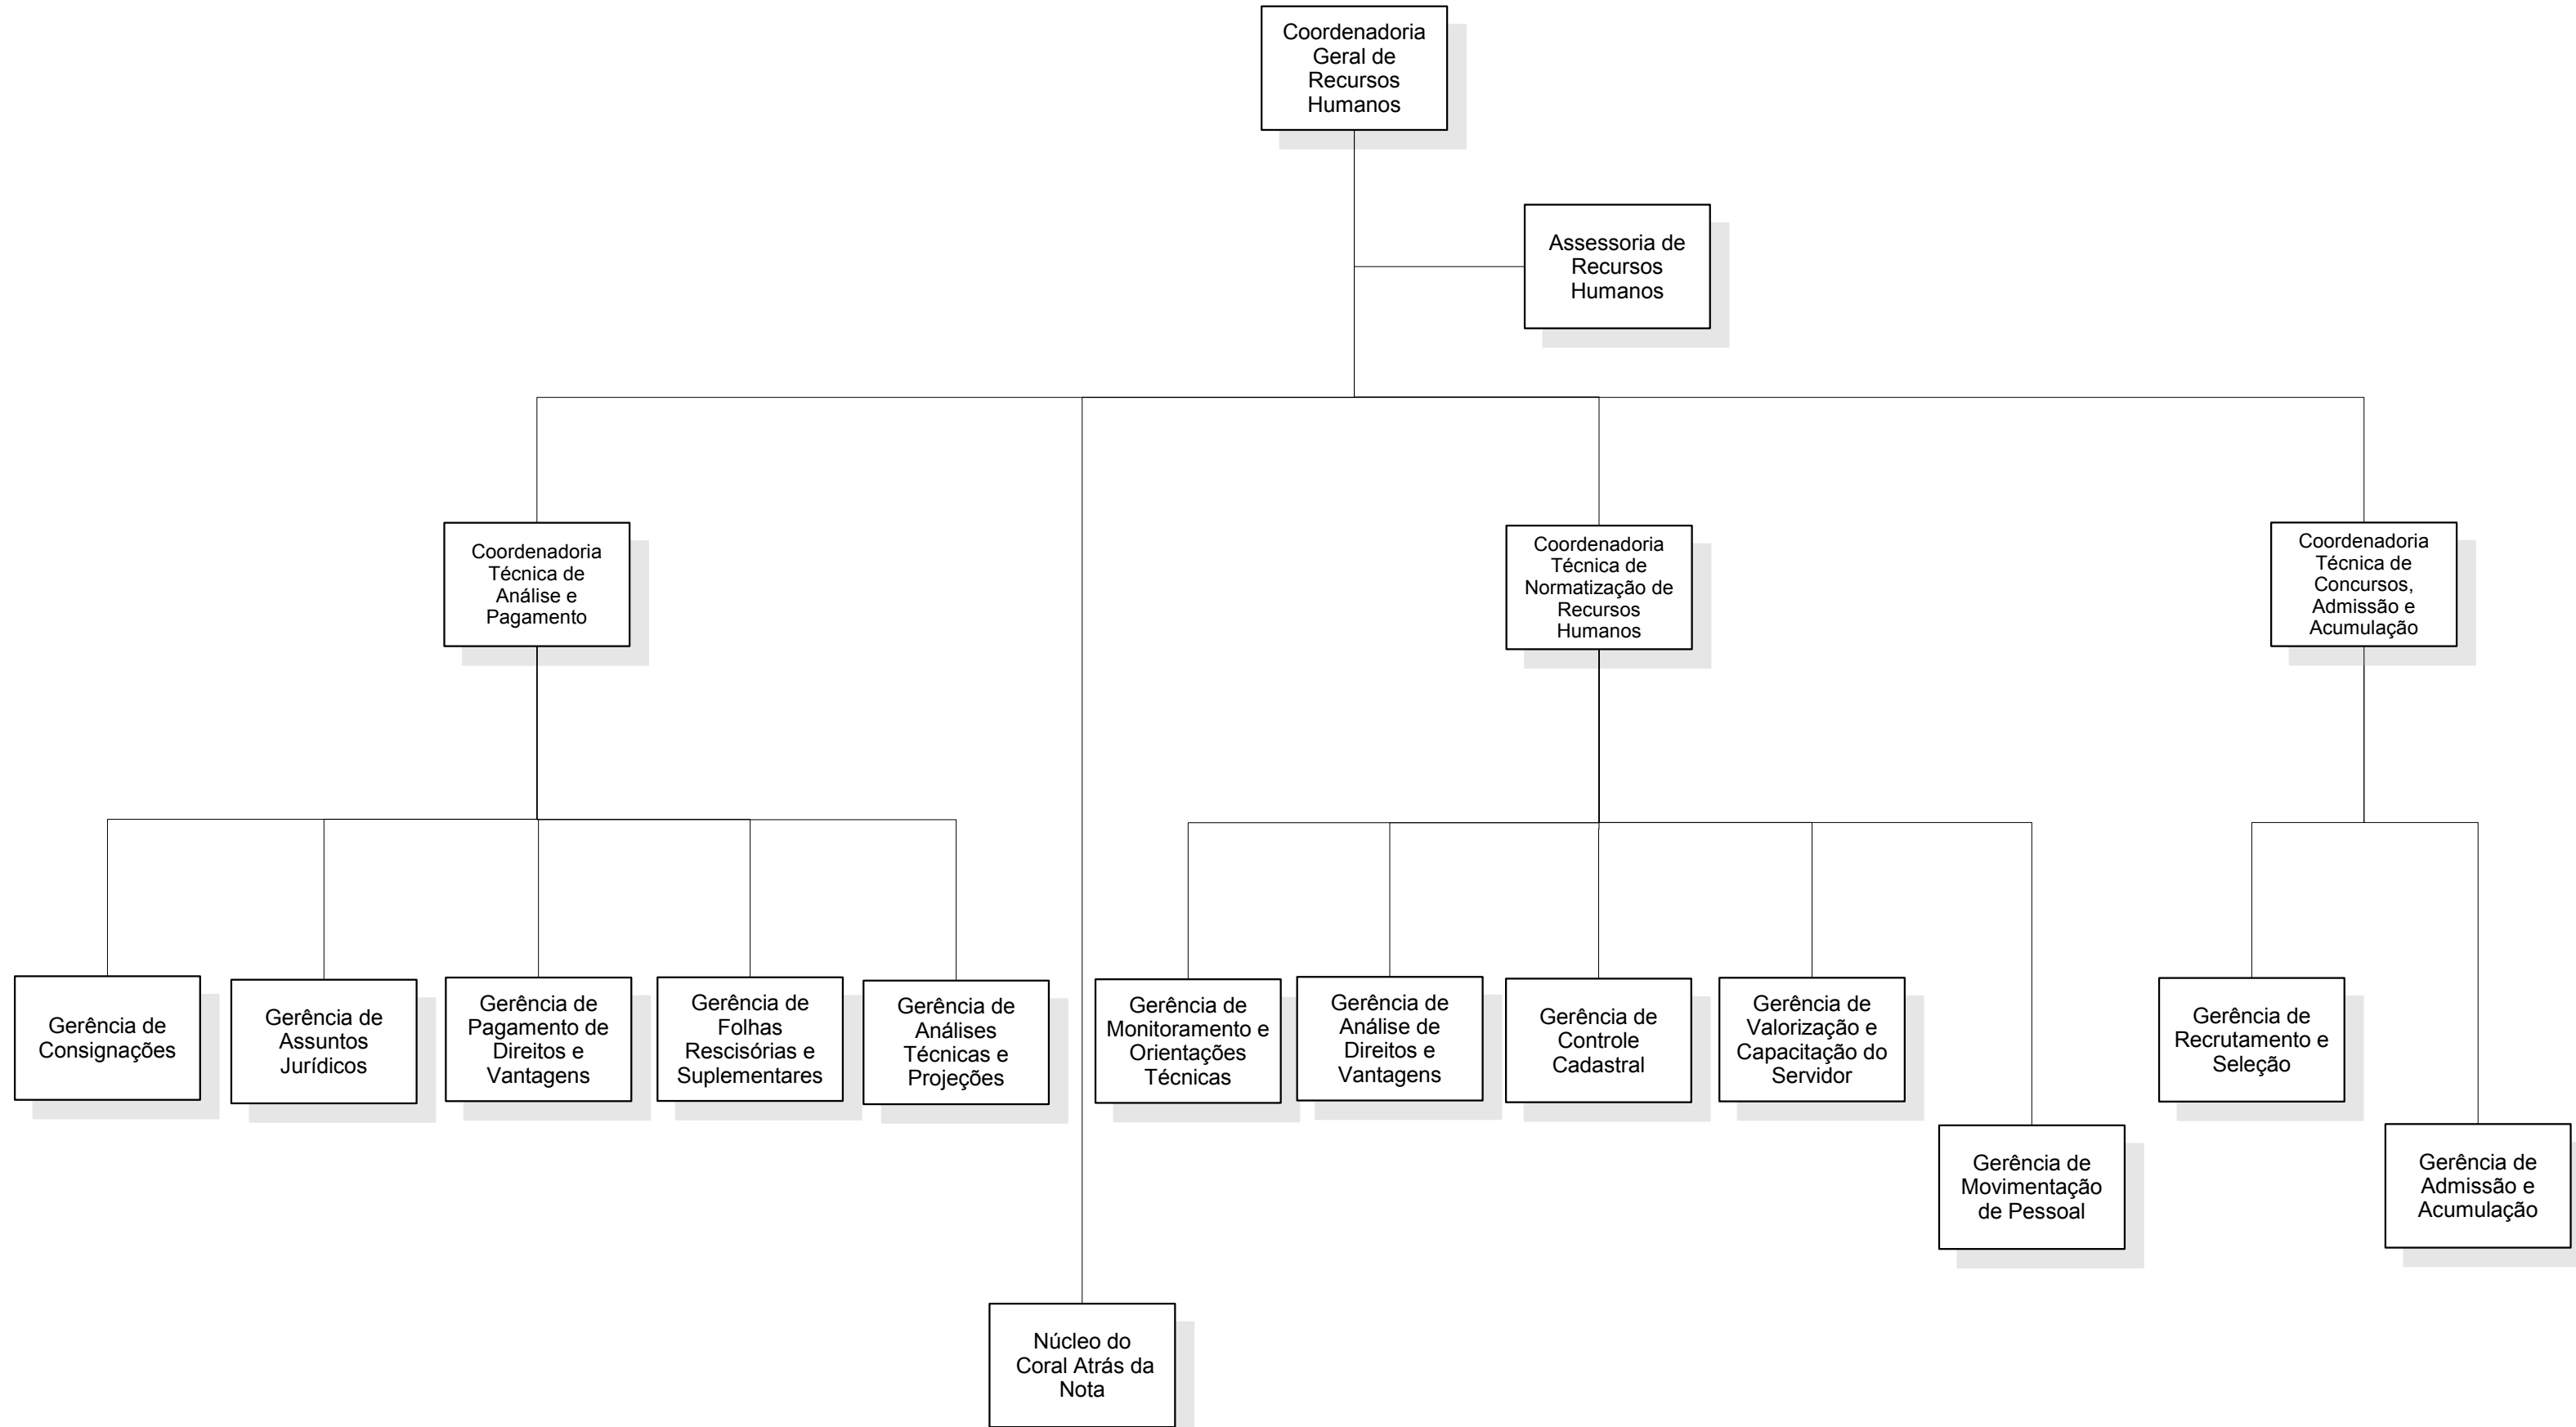 Coordenadoria
Geral de
Recursos
Humanos
Assessoria de
Recursos
Humanos
Coordenadoria
Técnica de
Análise e
Pagamento
Coordenadoria
Técnica de
Normatização de
Recursos
Humanos
Coordenadoria
Técnica de
Concursos,
Admissão e
Acumulação
Gerência de
Consignações
Gerência de
Assuntos
Jurídicos
Gerência de
Pagamento de
Direitos e
Vantagens
Gerência de
Folhas
Rescisórias e
Suplementares
Gerência de
Análises
Técnicas e
Projeções
Gerência de
Monitoramento e
Orientações
Técnicas
Gerência de
Análise de
Direitos e
Vantagens
Gerência de
Controle
Cadastral
Gerência de
Valorização e
Capacitação do
Servidor
Gerência de
Movimentação
de Pessoal
Gerência de
Recrutamento e
Seleção
Gerência de
Admissão e
Acumulação
Núcleo do
Coral Atrás da
Nota